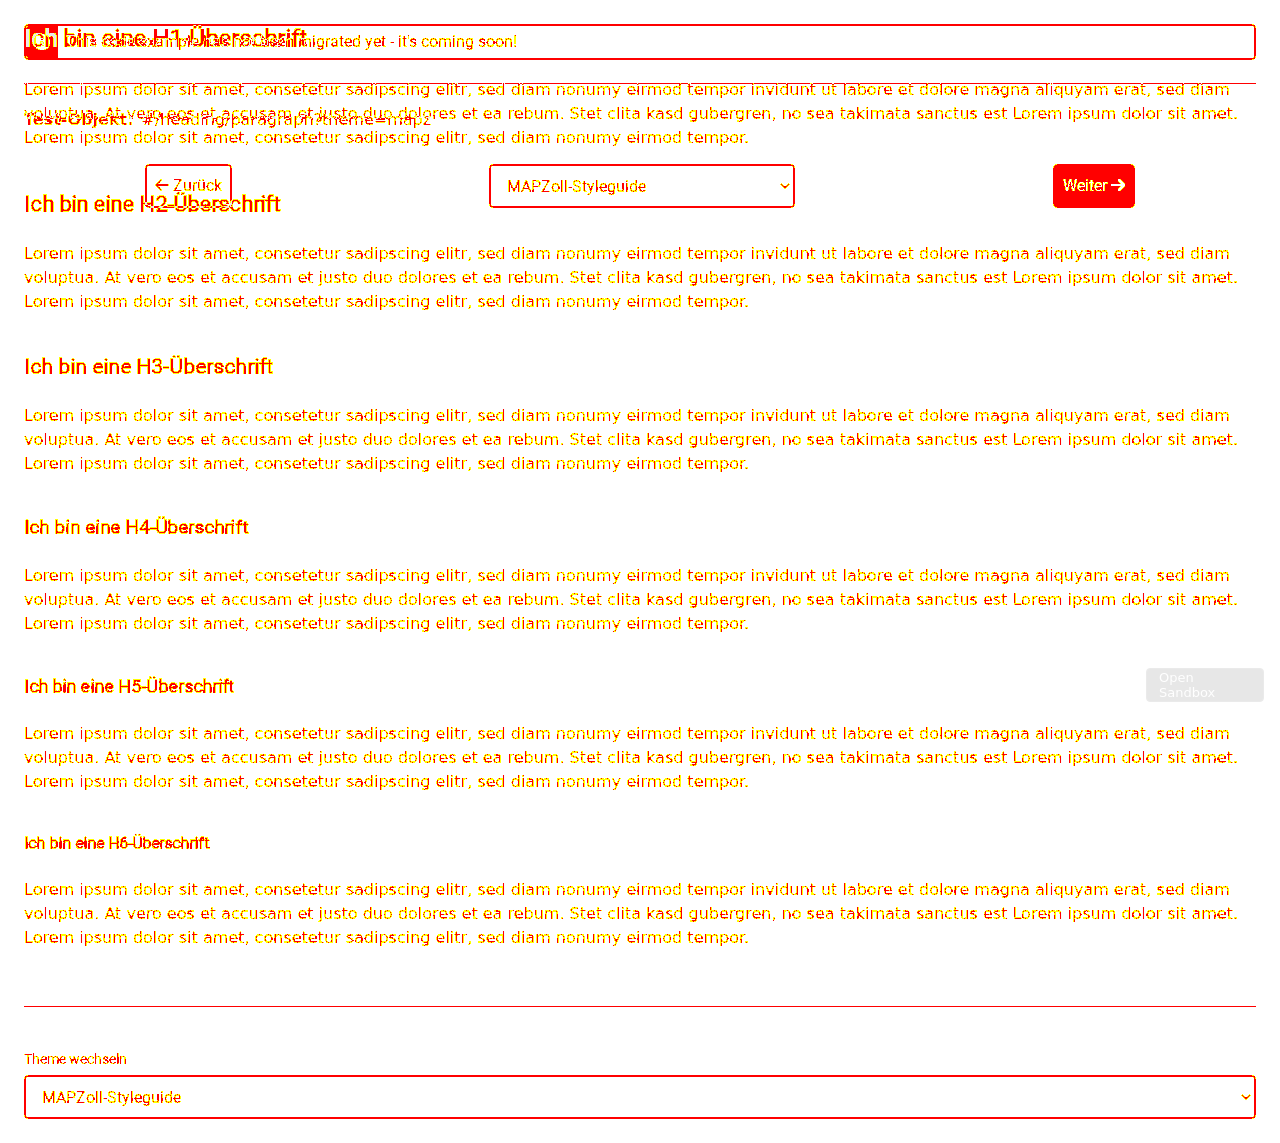 Ich bin eine H1-Überschrift
migrated yet - it's coming soon!
Lorem ipsum dolor sit amet, consetetur sadipscing elitr, sed diam nonumy eirmod tempor invidunt ut labore et dolore magna aliquyam erat, sed diam
voluptua. At vero eos et accusam et justo duo dolores et ea rebum. Stet clita kasd gubergren, no sea takimata sanctus est Lorem ipsum dolor sit amet.
Test-Objekt: #/heading/paragraph?theme=mapz
Lorem ipsum dolor sit amet, consetetur sadipscing elitr, sed diam nonumy eirmod tempor.
← Zurück
MAPZoll-Styleguide
Weiter →
Ich bin eine H2-Überschrift
Lorem ipsum dolor sit amet, consetetur sadipscing elitr, sed diam nonumy eirmod tempor invidunt ut labore et dolore magna aliquyam erat, sed diam
voluptua. At vero eos et accusam et justo duo dolores et ea rebum. Stet clita kasd gubergren, no sea takimata sanctus est Lorem ipsum dolor sit amet.
Lorem ipsum dolor sit amet, consetetur sadipscing elitr, sed diam nonumy eirmod tempor.
Ich bin eine H3-Überschrift
Lorem ipsum dolor sit amet, consetetur sadipscing elitr, sed diam nonumy eirmod tempor invidunt ut labore et dolore magna aliquyam erat, sed diam
voluptua. At vero eos et accusam et justo duo dolores et ea rebum. Stet clita kasd gubergren, no sea takimata sanctus est Lorem ipsum dolor sit amet.
Lorem ipsum dolor sit amet, consetetur sadipscing elitr, sed diam nonumy eirmod tempor.
Ich bin eine H4-Überschrift
Lorem ipsum dolor sit amet, consetetur sadipscing elitr, sed diam nonumy eirmod tempor invidunt ut labore et dolore magna aliquyam erat, sed diam
voluptua. At vero eos et accusam et justo duo dolores et ea rebum. Stet clita kasd gubergren, no sea takimata sanctus est Lorem ipsum dolor sit amet.
Lorem ipsum dolor sit amet, consetetur sadipscing elitr, sed diam nonumy eirmod tempor.
Open
Sandbox
Ich bin eine H5-Überschrift
Lorem ipsum dolor sit amet, consetetur sadipscing elitr, sed diam nonumy eirmod tempor invidunt ut labore et dolore magna aliquyam erat, sed diam
voluptua. At vero eos et accusam et justo duo dolores et ea rebum. Stet clita kasd gubergren, no sea takimata sanctus est Lorem ipsum dolor sit amet.
Lorem ipsum dolor sit amet, consetetur sadipscing elitr, sed diam nonumy eirmod tempor.
Ich bin eine H6-Überschrift
Lorem ipsum dolor sit amet, consetetur sadipscing elitr, sed diam nonumy eirmod tempor invidunt ut labore et dolore magna aliquyam erat, sed diam
voluptua. At vero eos et accusam et justo duo dolores et ea rebum. Stet clita kasd gubergren, no sea takimata sanctus est Lorem ipsum dolor sit amet.
Lorem ipsum dolor sit amet, consetetur sadipscing elitr, sed diam nonumy eirmod tempor.
Theme wechseln
MAPZoll-Styleguide